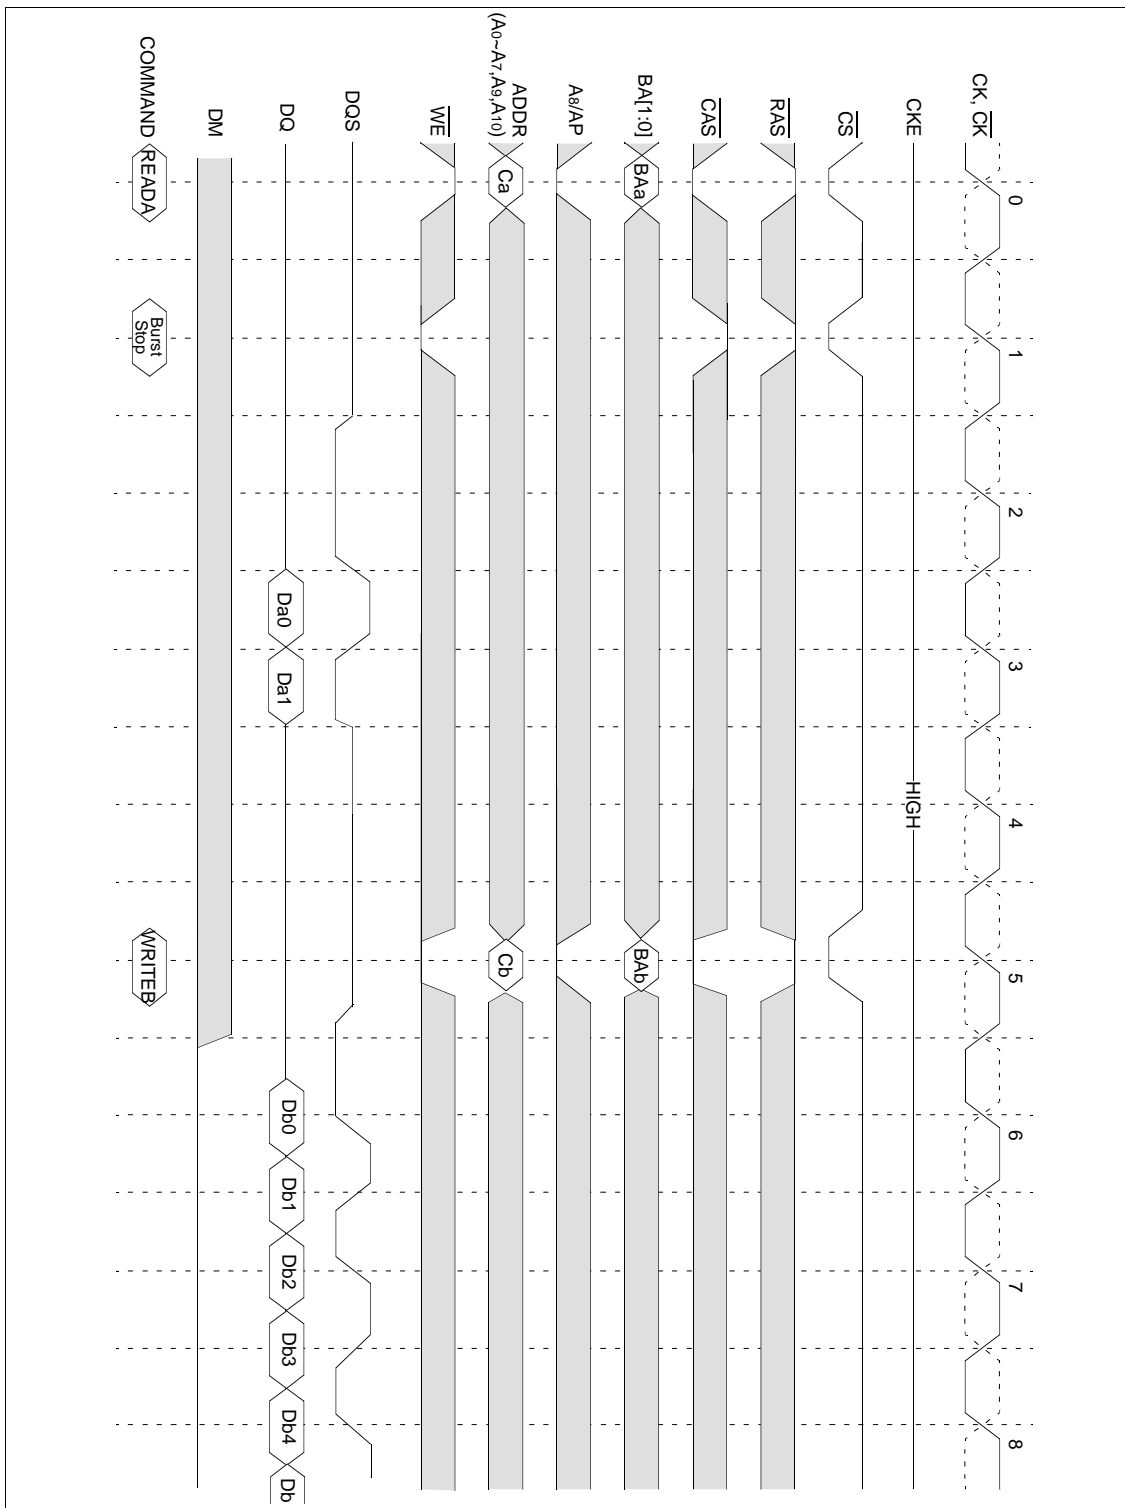 0 1 2 3 4 5 6 7 8
CK, CK
CKE
HIGH
CS
RAS
CAS
BA[1:0]
BAa
BAb
A8/AP
ADDR
(A0~A7,A9,A10)
Ca
Cb
WE
DQS
DQ
Da0 Da1 Db0 Db1 Db2 Db3 Db4 Db
DM
COMMAND
READA
Burst
Stop
WRITEB